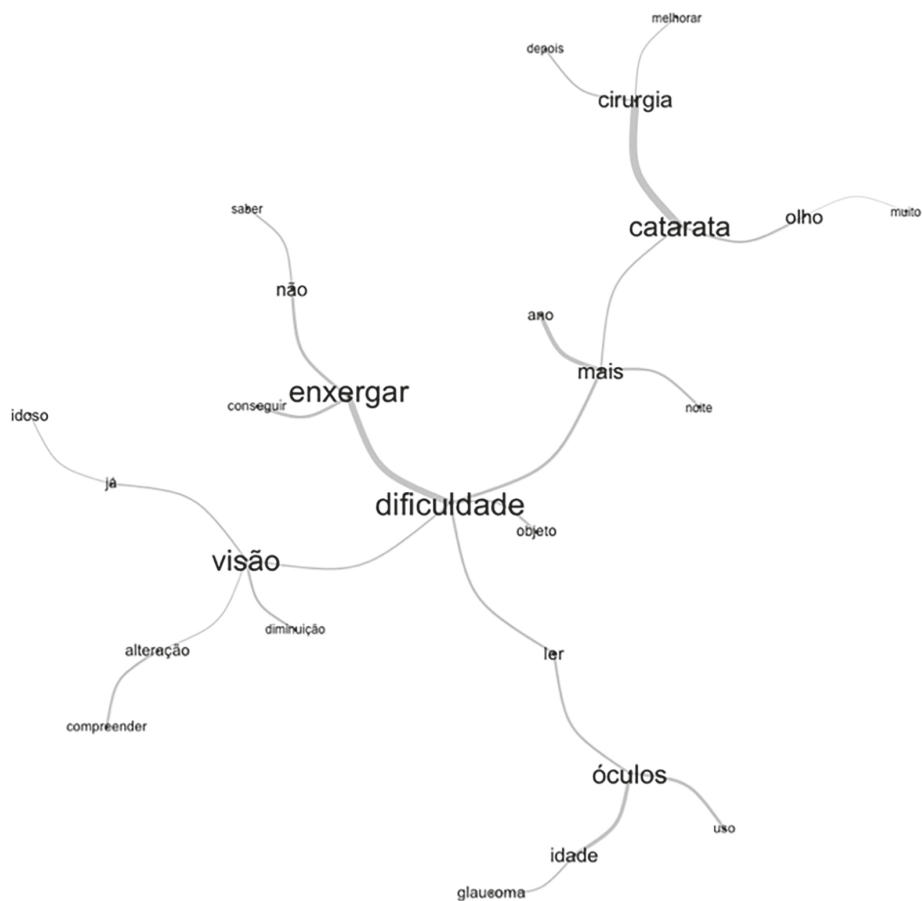 melhorar
depois
cirurgia
saber
catarata
olho
muito
não
ano
mais
enxergar
conseguir
noite
idoso
já
dificuldade
objeto
visão
diminuição
alteração
ler
compreender
óculos
uso
idade
glaucoma